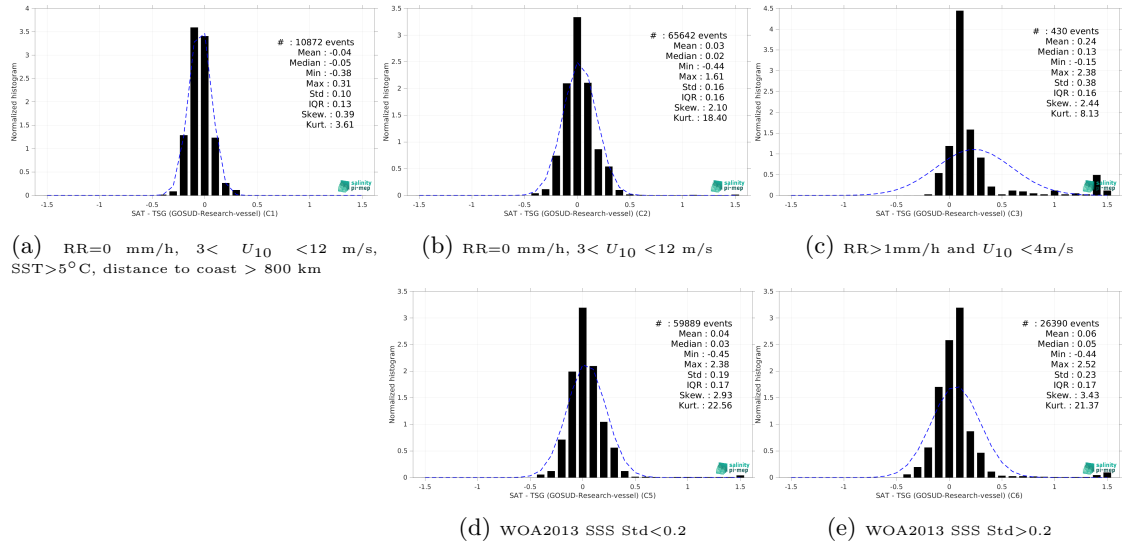 4
3.5
3
2.5
2
1.5
1
0.5
0
Normalized histogram
# : 10872 events
Mean : -0.04
Median : -0.05
Min : -0.38
Max : 0.31
Std : 0.10
IQR : 0.13
Skew. : 0.39
Kurt. : 3.61
salinity
pi-mep
-1.5 -1 -0.5 0 0.5 1 1.5
SAT - TSG (GOSUD-Research-vessel) (C1)
(a) RR=0 mm/h, 3< U10 <12 m/s,
SST>5°C, distance to coast > 800 km
3.5
3
2.5
2
1.5
1
0.5
0
Normalized histogram
# : 65642 events
Mean : 0.03
Median : 0.02
Min : -0.44
Max : 1.61
Std : 0.16
IQR : 0.16
Skew. : 2.10
Kurt. : 18.40
salinity
pi-mep
-1.5 -1 -0.5 0 0.5 1 1.5
SAT - TSG (GOSUD-Research-vessel) (C2)
(b) RR=0 mm/h, 3< U10 <12 m/s
4.5
4
3.5
3
2.5
2
1.5
1
0.5
0
Normalized histogram
# : 430 events
Mean : 0.24
Median : 0.13
Min : -0.15
Max : 2.38
Std : 0.38
IQR : 0.16
Skew. : 2.44
Kurt. : 8.13
salinity
pi-mep
-1.5 -1 -0.5 0 0.5 1 1.5
SAT - TSG (GOSUD-Research-vessel) (C3)
(c) RR>1mm/h and U10 <4m/s
3.5
3
2.5
2
1.5
1
0.5
0
Normalized histogram
# : 59889 events
Mean : 0.04
Median : 0.03
Min : -0.45
Max : 2.38
Std : 0.19
IQR : 0.17
Skew. : 2.93
Kurt. : 22.56
salinity
pi-mep
-1.5 -1 -0.5 0 0.5 1 1.5
SAT - TSG (GOSUD-Research-vessel) (C5)
(d) WOA2013 SSS Std<0.2
3.5
3
2.5
2
1.5
1
0.5
0
Normalized histogram
# : 26390 events
Mean : 0.06
Median : 0.05
Min : -0.44
Max : 2.52
Std : 0.23
IQR : 0.17
Skew. : 3.43
Kurt. : 21.37
salinity
pi-mep
-1.5 -1 -0.5 0 0.5 1 1.5
SAT - TSG (GOSUD-Research-vessel) (C6)
(e) WOA2013 SSS Std>0.2